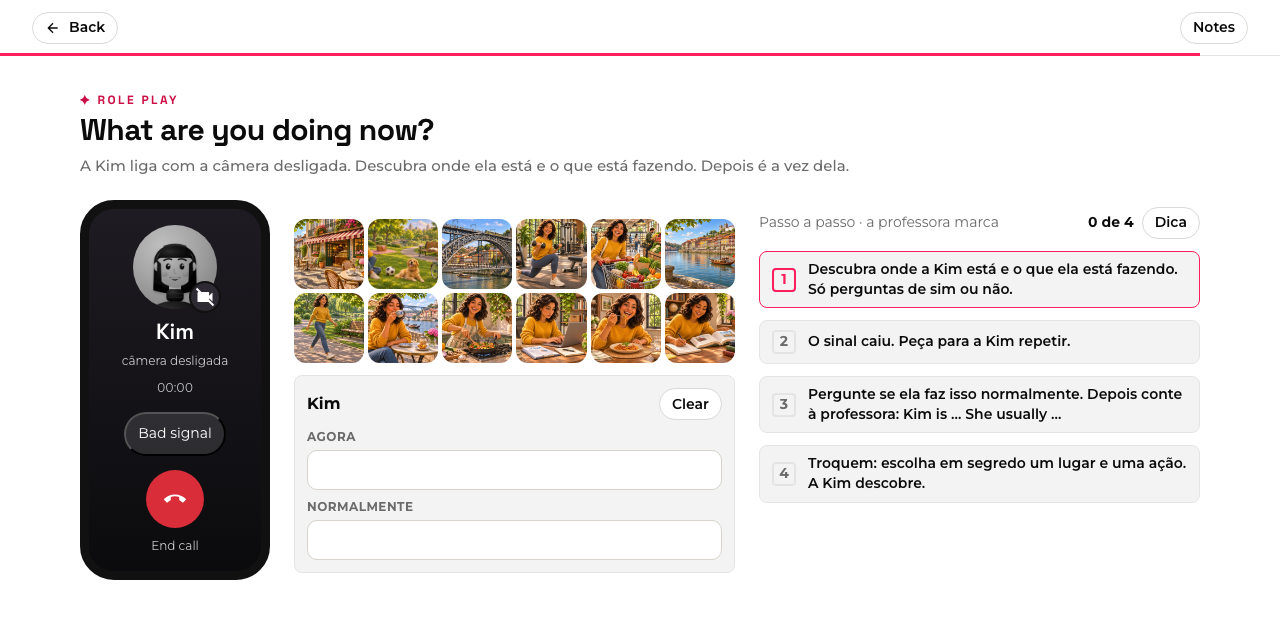 Back
Notes
ROLE PLAY
What are you doing now?
A Kim liga com a câmera desligada. Descubra onde ela está e o que está fazendo. Depois é a vez dela.
Kim
câmera desligada
00:00
Bad signal
End call
Kim
Clear
AGORA
NORMALMENTE
Passo a passo · a professora marca
0 de 4
Dica
1
Descubra onde a Kim está e o que ela está fazendo.
Só perguntas de sim ou não.
2
O sinal caiu. Peça para a Kim repetir.
3
Pergunte se ela faz isso normalmente. Depois conte
à professora: Kim is ... She usually ...
4
Troquem: escolha em segredo um lugar e uma ação.
A Kim descobre.